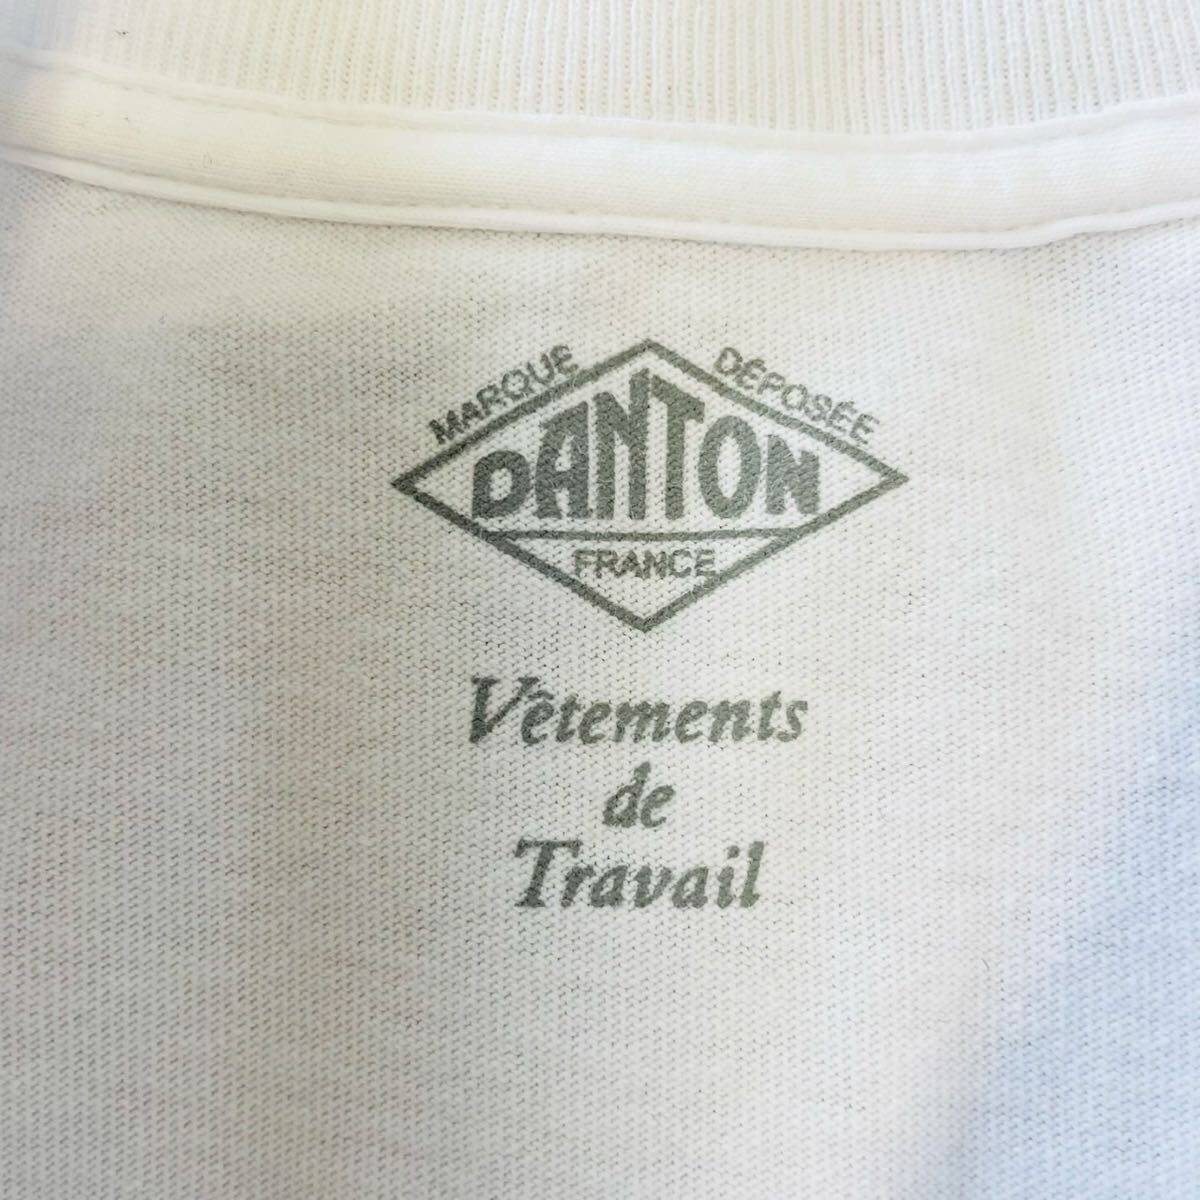 MARQUE DÉPOSÉE
DANTON
FRANCE
Vêtements
de
Travail